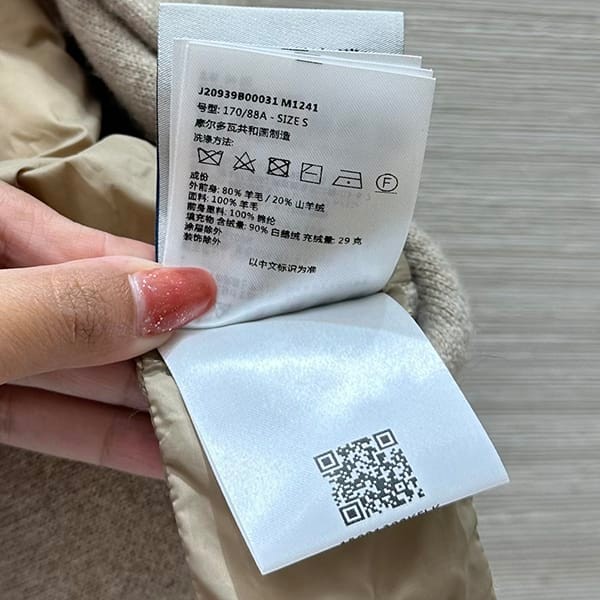 J20939B00031 M1241
号型: 170/88A - SIZE S
摩尔多瓦共和国制造
洗涤方法:
F
成份
外前身: 80% 羊毛 / 20% 山羊绒
面料: 100% 羊毛
前身里料: 100% 锦纶
填充物 含绒量: 90% 白鹅绒 充绒量: 29 克
涂层除外
装饰除外
以中文标识为准